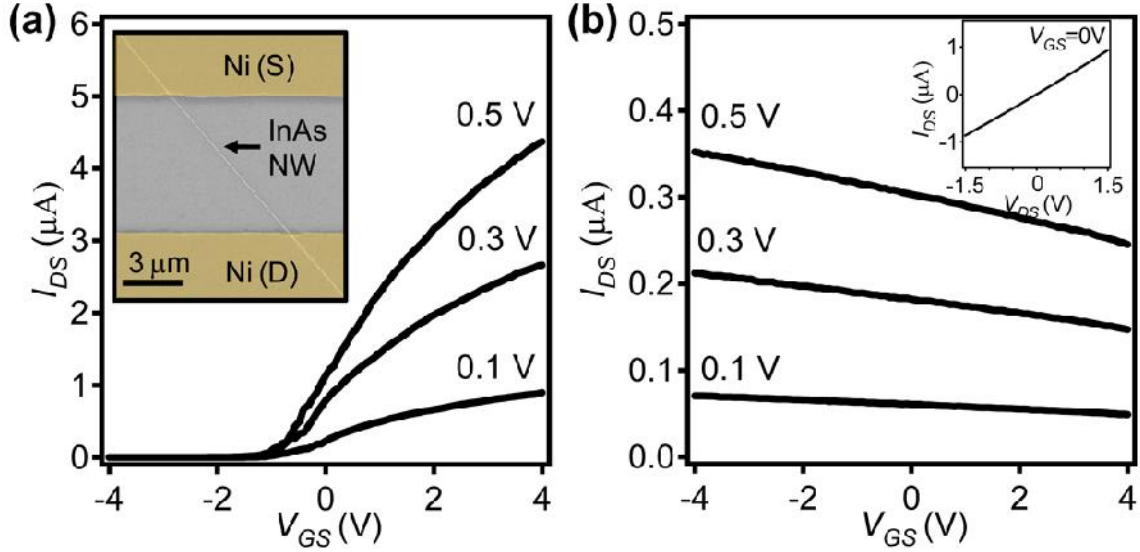 (a)
6
5
4
3
2
1
0
I_DS (µA)
Ni (S)
InAs
NW
Ni (D)
3 µm
0.5 V
0.3 V
0.1 V
-4
-2
0
2
4
V_GS (V)
(b)
0.5
0.4
0.3
0.2
0.1
0.0
I_DS (µA)
0.5 V
0.3 V
0.1 V
V_GS=0V
1
0
-1
I_DS (µA)
-1.5
0
1.5
V_DS (V)
-4
-2
0
2
4
V_GS (V)